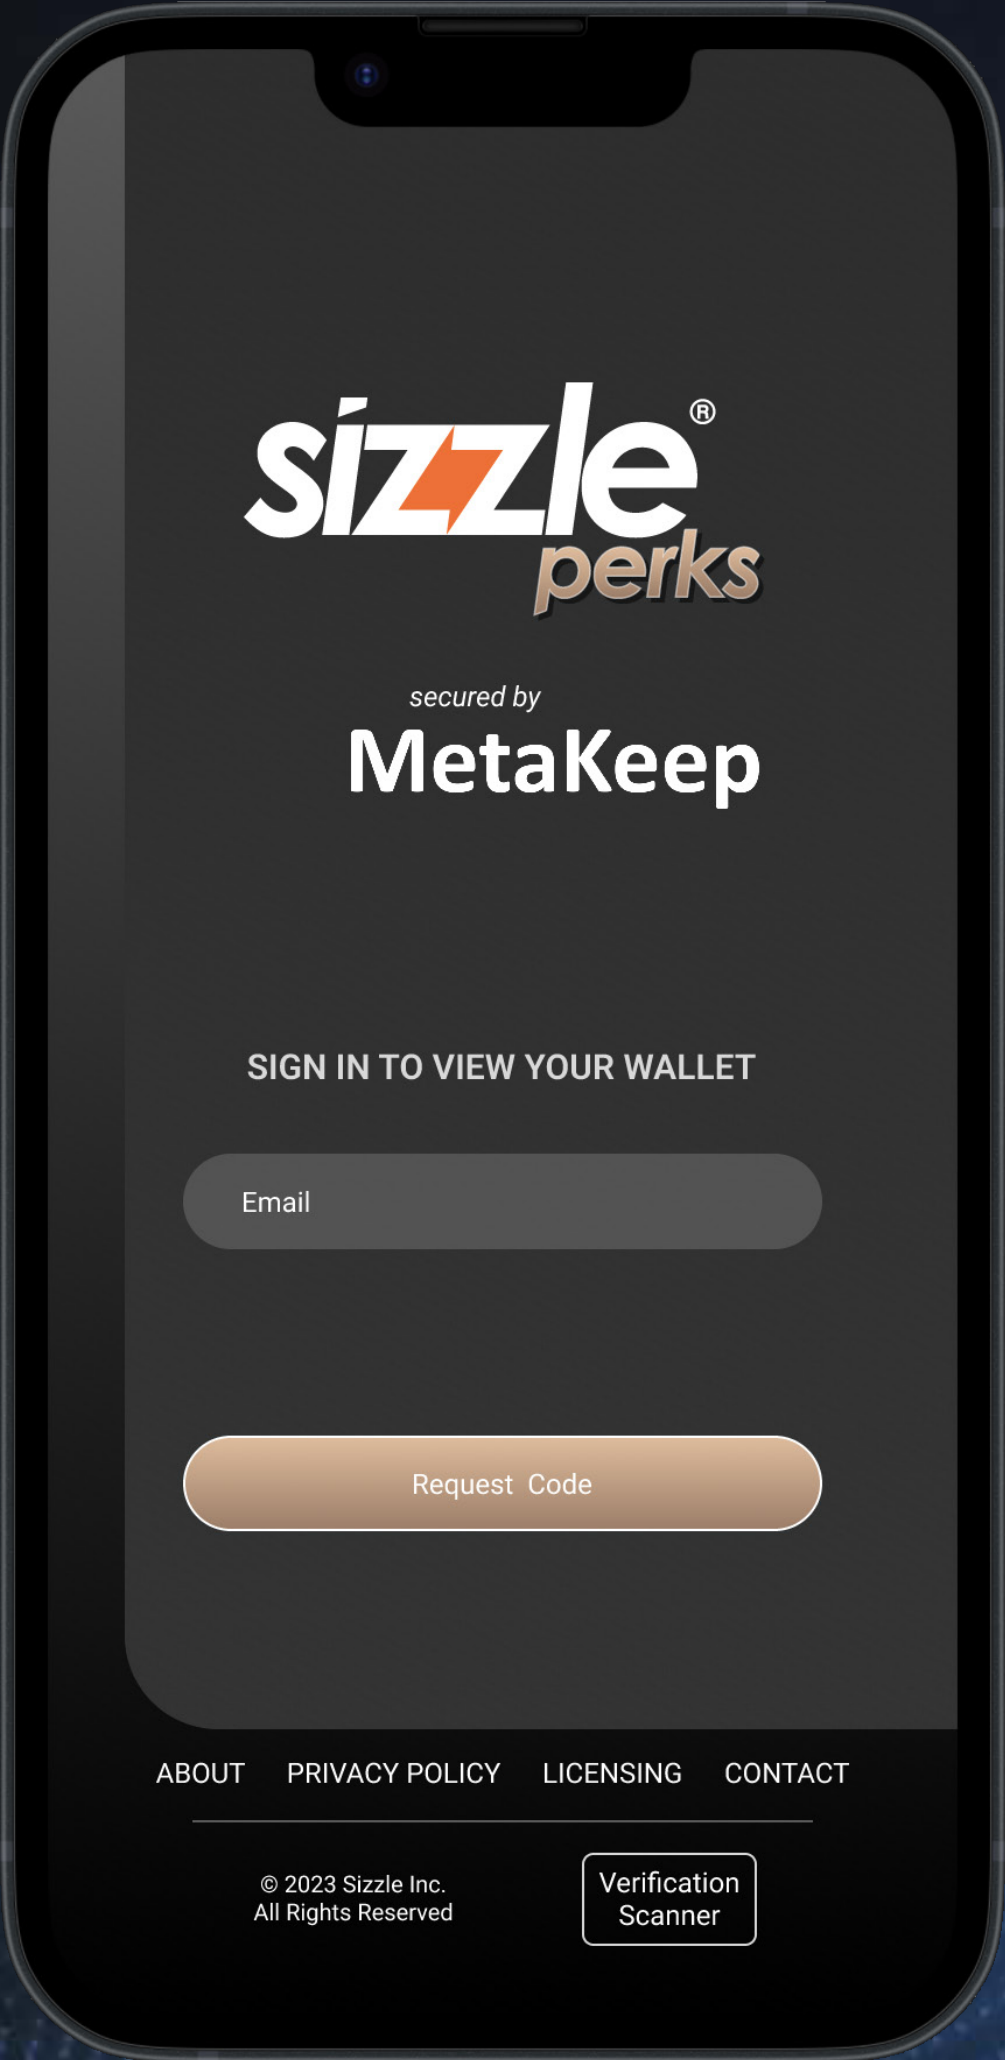 sizzle®
perks
secured by
MetaKeep
SIGN IN TO VIEW YOUR WALLET
Email
Request Code
ABOUT PRIVACY POLICY LICENSING CONTACT
© 2023 Sizzle Inc.
All Rights Reserved
Verification
Scanner